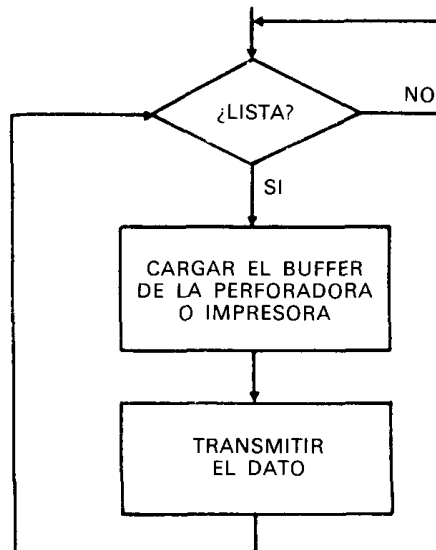 ¿LISTA?
NO
SI
CARGAR EL BUFFER
DE LA PERFORADORA
O IMPRESORA
TRANSMITIR
EL DATO